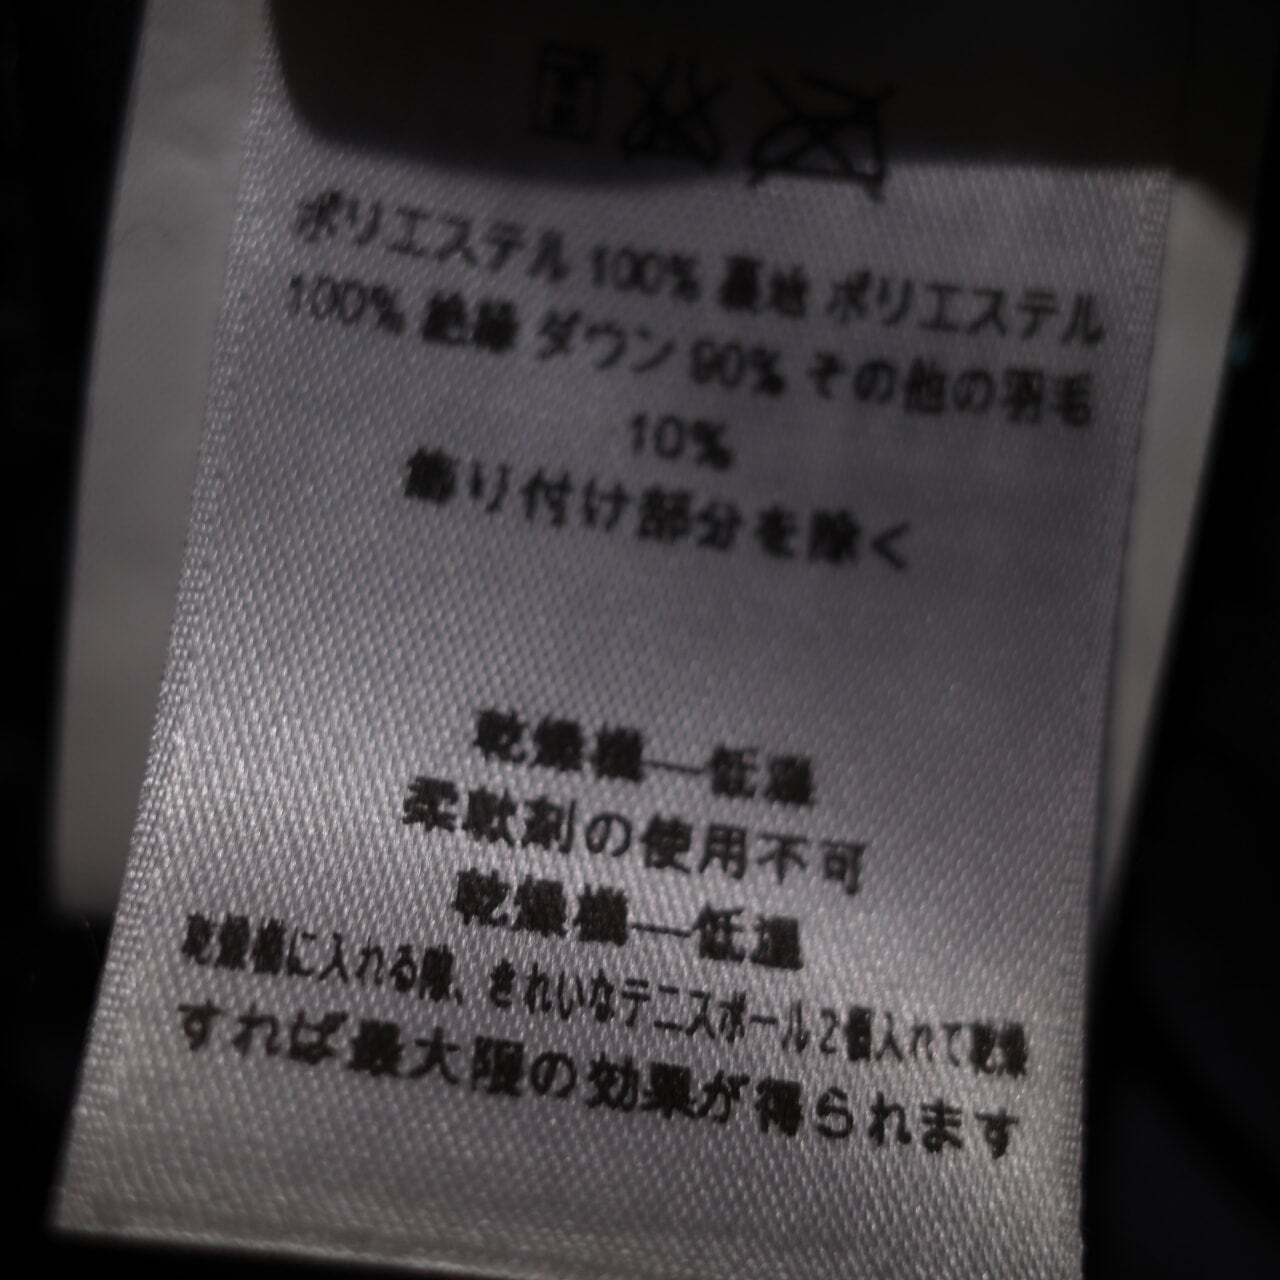 ポリエステル 100% 裏地 ポリエステル
100% 絶縁 ダウン 90% その他の羽毛
10%
飾り付け部分を除く
乾燥機—低温
柔軟剤の使用不可
乾燥機—低温
乾燥機に入れる際、きれいなテニスボール2個入れて乾燥
すれば最大限の効果が得られます